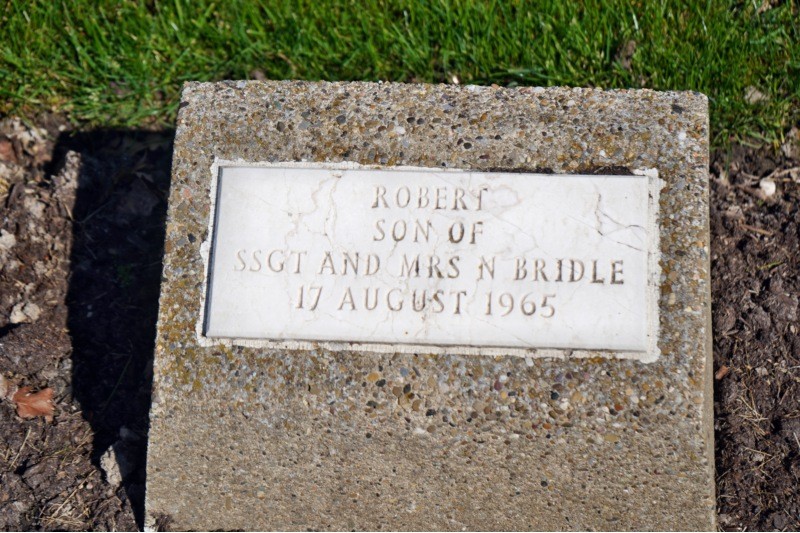 ROBERT
SON OF
SSGT AND MRS N BRIDLE
17 AUGUST 1965